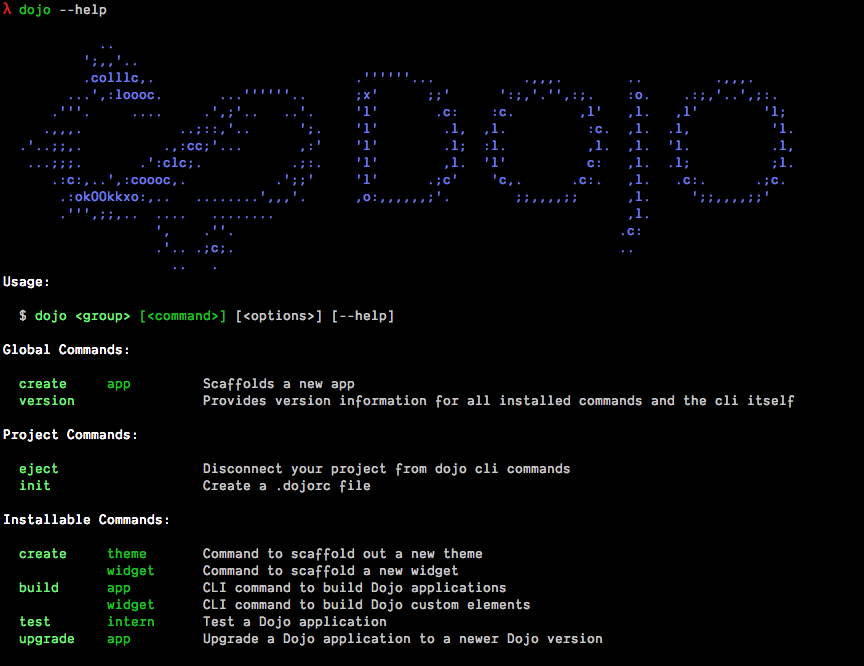 λ dojo --help
Dojo
Usage:
$ dojo <group> [<command>] [<options>] [--help]
Global Commands:
create app Scaffolds a new app
version Provides version information for all installed commands and the cli itself
Project Commands:
eject Disconnect your project from dojo cli commands
init Create a .dojorc file
Installable Commands:
create theme Command to scaffold out a new theme
widget Command to scaffold a new widget
build app CLI command to build Dojo applications
widget CLI command to build Dojo custom elements
test intern Test a Dojo application
upgrade app Upgrade a Dojo application to a newer Dojo version